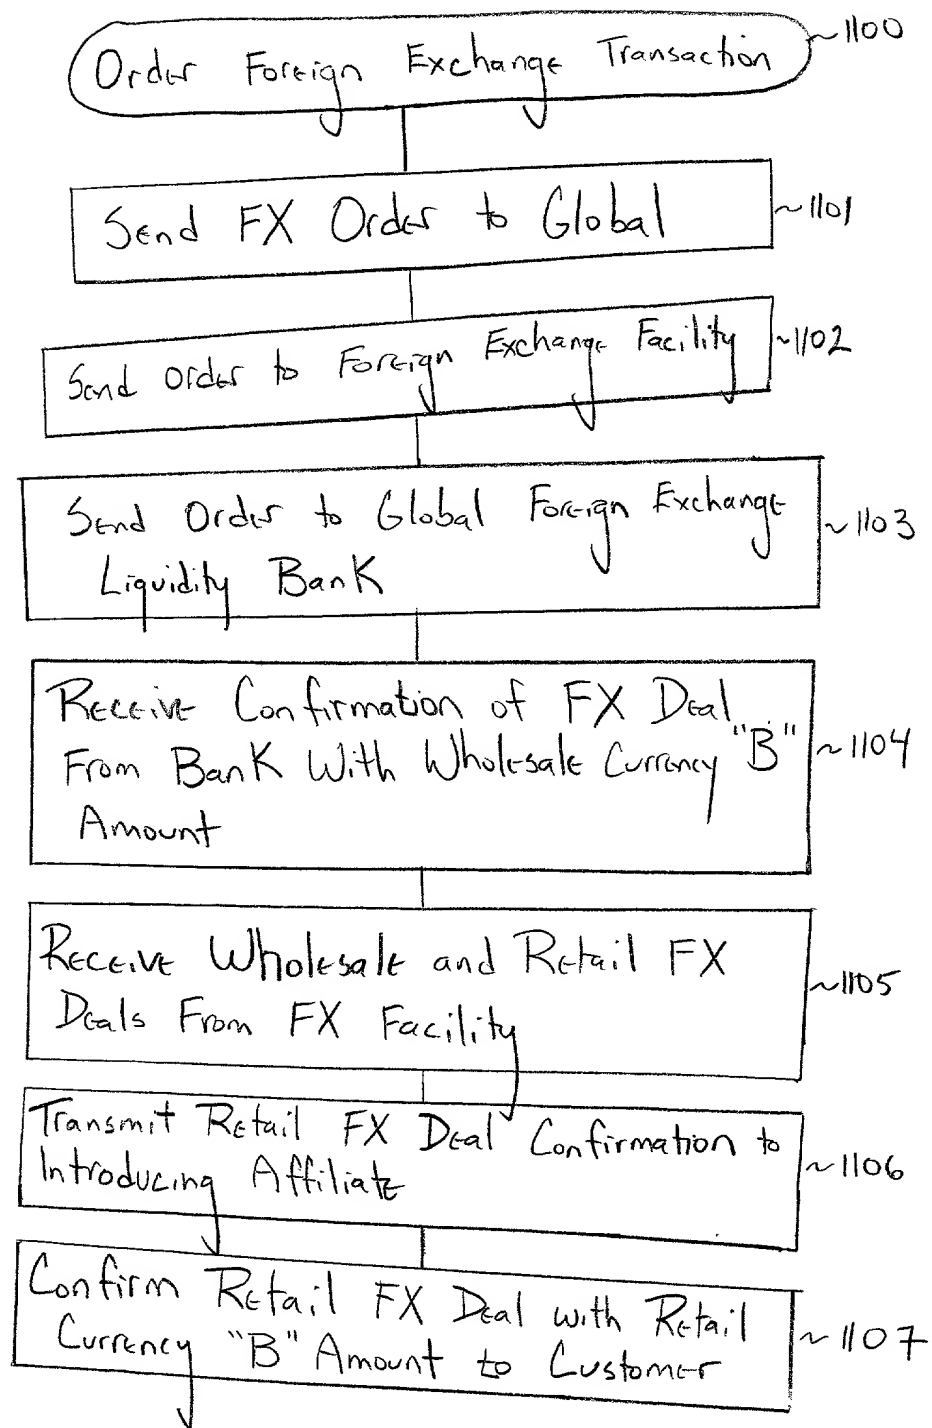 Order Foreign Exchange Transaction ~1100
Send FX Order to Global ~1101
Send Order to Foreign Exchange Facility ~1102
Send Order to Global Foreign Exchange ~1103
Liquidity Bank
Receive Confirmation of FX Deal
From Bank With Wholesale Currency "B" ~1104
Amount
Receive Wholesale and Retail FX ~1105
Deals From FX Facility
Transmit Retail FX Deal Confirmation to ~1106
Introducing Affiliate
Confirm Retail FX Deal with Retail ~1107
Currency "B" Amount to Customer